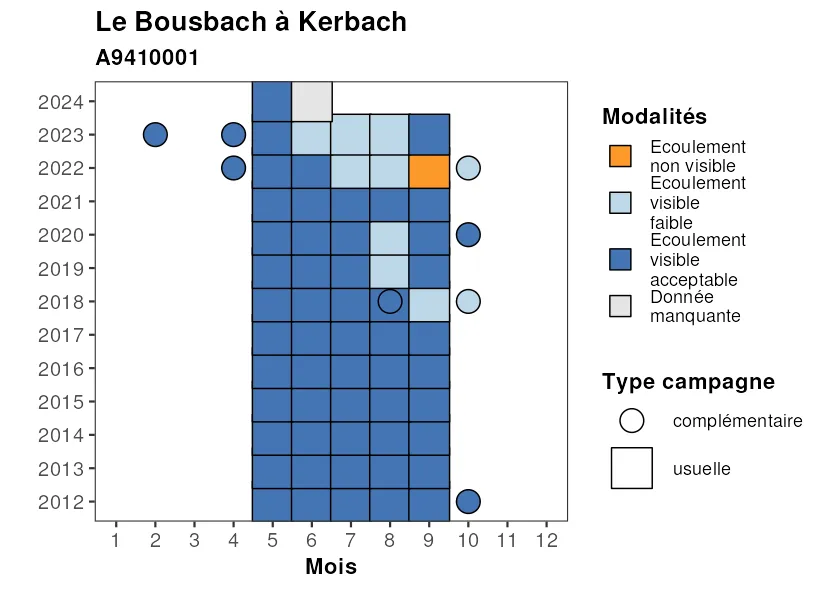 Le Bousbach à Kerbach
A9410001
2024
2023
2022
2021
2020
2019
2018
2017
2016
2015
2014
2013
2012
1 2 3 4 5 6 7 8 9 10 11 12
Mois
Modalités
Ecoulement
non visible
Ecoulement
visible
faible
Ecoulement
visible
acceptable
Donnée
manquante
Type campagne
complémentaire
usuelle